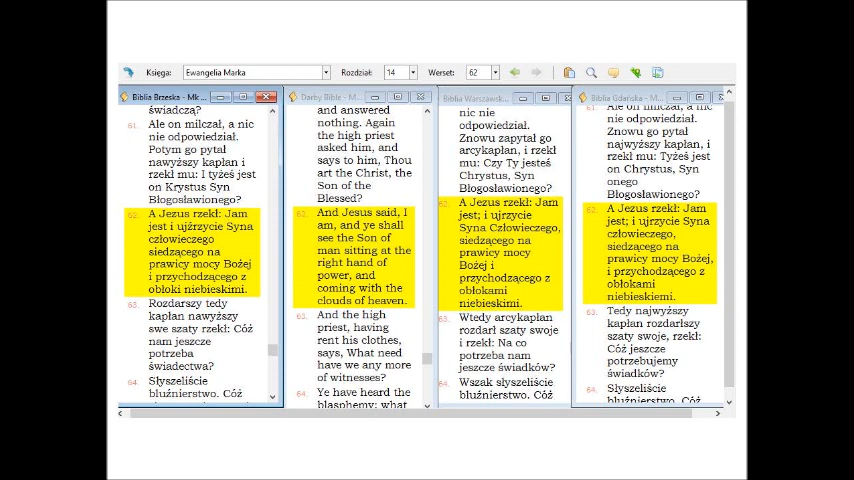 Księga: Ewangelia Marka Rozdział: 14 Werset: 62
Biblia Brzeska - Mk ...
świadczą?
61. Ale on milczał, a nic
nie odpowiedział.
Potym go pytał
nawyższy kapłan i
rzekł mu: I tyżeś jest
on Krystus Syn
Błogosławionego?
62. A Jezus rzekł: Jam
jest i ujźrzycie Syna
człowieczego
siedzącego na
prawicy mocy Bożej
i przychodzącego z
obłoki niebieskimi.
63. Rozdarszy tedy
kapłan nawyższy
swe szaty rzekł: Cóż
nam jeszcze
potrzeba
świadectwa?
64. Słyszeliście
bluźnierstwo. Cóż
Darby Bible - Mk ...
and answered
nothing. Again
the high priest
asked him, and
says to him, Thou
art the Christ, the
Son of the
Blessed?
62. And Jesus said, I
am, and ye shall
see the Son of
man sitting at the
right hand of
power, and
coming with the
clouds of heaven.
63. And the high
priest, having
rent his clothes,
says, What need
have we any more
of witnesses?
64. Ye have heard the
blasphemy; what
Biblia Warszawsk...
nic nie
odpowiedział.
Znowu zapytał go
arcykapłan, i rzekł
mu: Czy Ty jesteś
Chrystus, Syn
Błogosławionego?
62. A Jezus rzekł: Jam
jest; i ujrzycie
Syna Człowieczego,
siedzącego na
prawicy mocy
Bożej i
przychodzącego z
obłokami
niebieskimi.
63. Wtedy arcykapłan
rozdarł szaty swoje
i rzekł: Na co
potrzeba nam
jeszcze świadków?
64. Wszak słyszeliście
bluźnierstwo. Cóż
Biblia Gdańska - M...
61. Ale on milczał, a nic
nie odpowiedział.
Znowu go pytał
najwyższy kapłan, i
rzekł mu: Tyżeś jest
on Chrystus, Syn
onego
Błogosławionego?
62. A Jezus rzekł: Jam
jest; i ujrzycie Syna
człowieczego,
siedzącego na
prawicy mocy Bożej,
i przychodzącego z
obłokami
niebieskiemi.
63. Tedy najwyższy
kapłan rozdarłszy
szaty swoje, rzekł:
Cóż jeszcze
potrzebujemy
świadków?
64. Słyszeliście
bluźnierstwo. Cóż